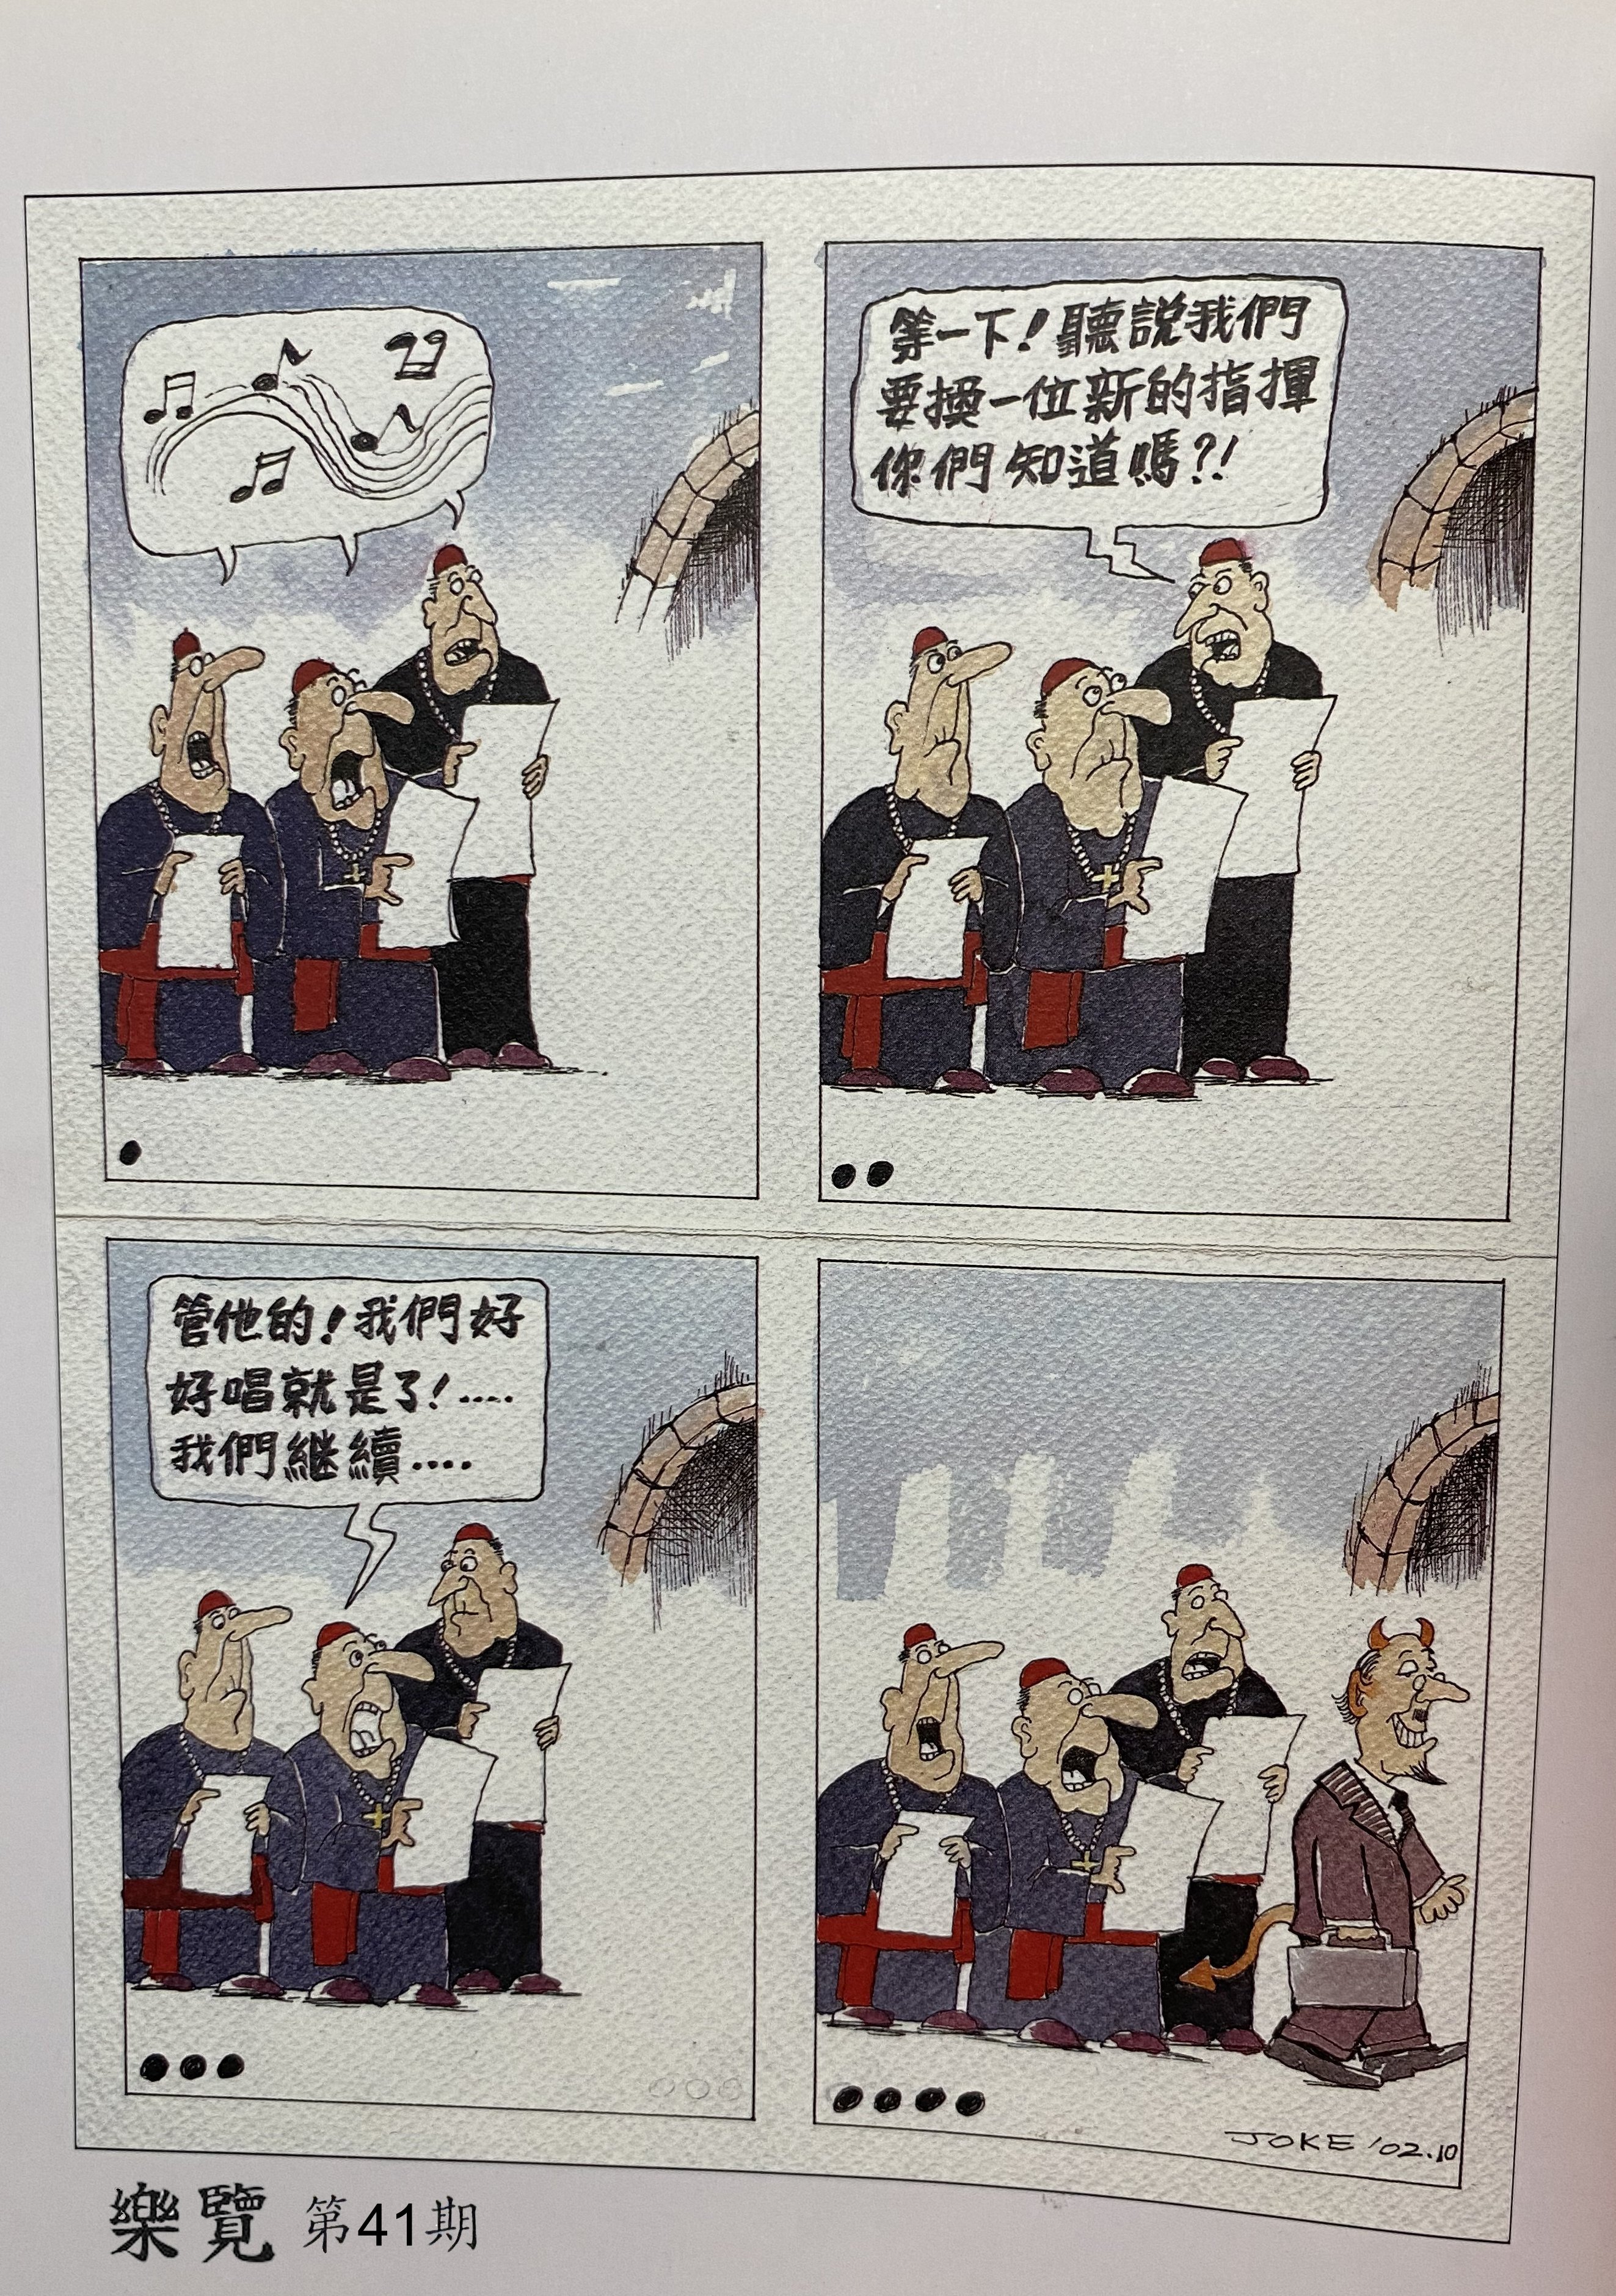 等一下！聽說我們
要換一位新的指揮
你們知道嗎？！
管他的！我們好
好唱就是了！....
我們繼續....
JOKE '02.10
樂覽 第41期